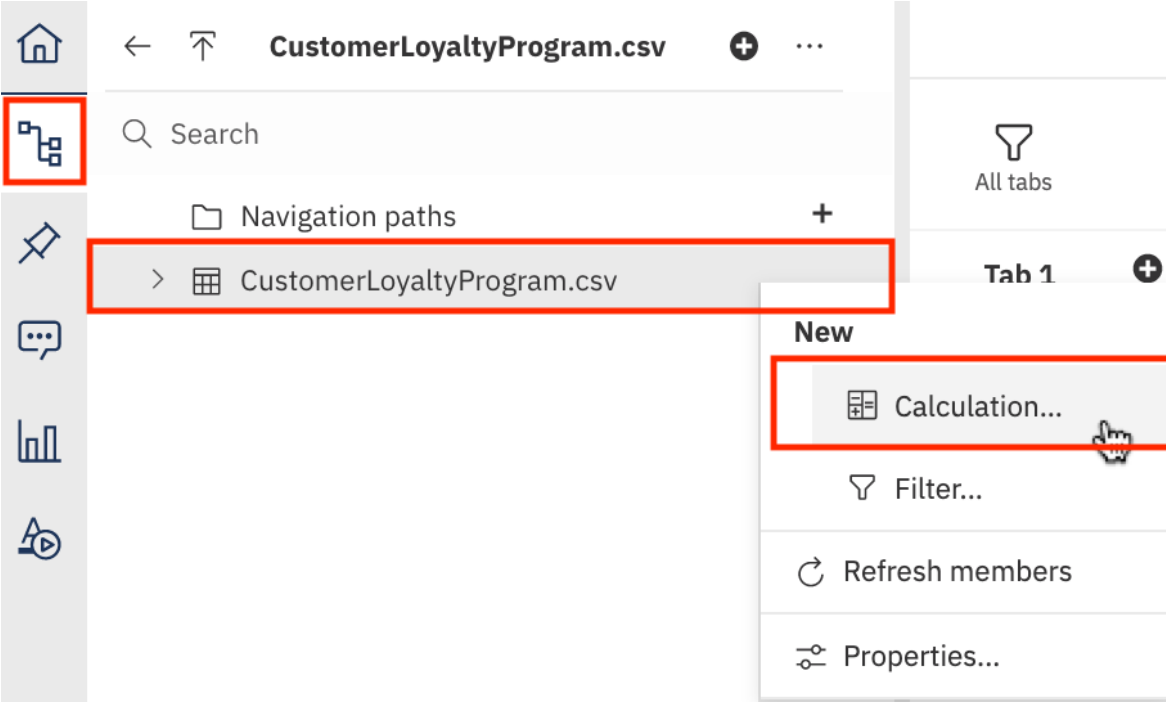 CustomerLoyaltyProgram.csv
Search
All tabs
Navigation paths
CustomerLoyaltyProgram.csv
Tab 1
New
Calculation...
Filter...
Refresh members
Properties...